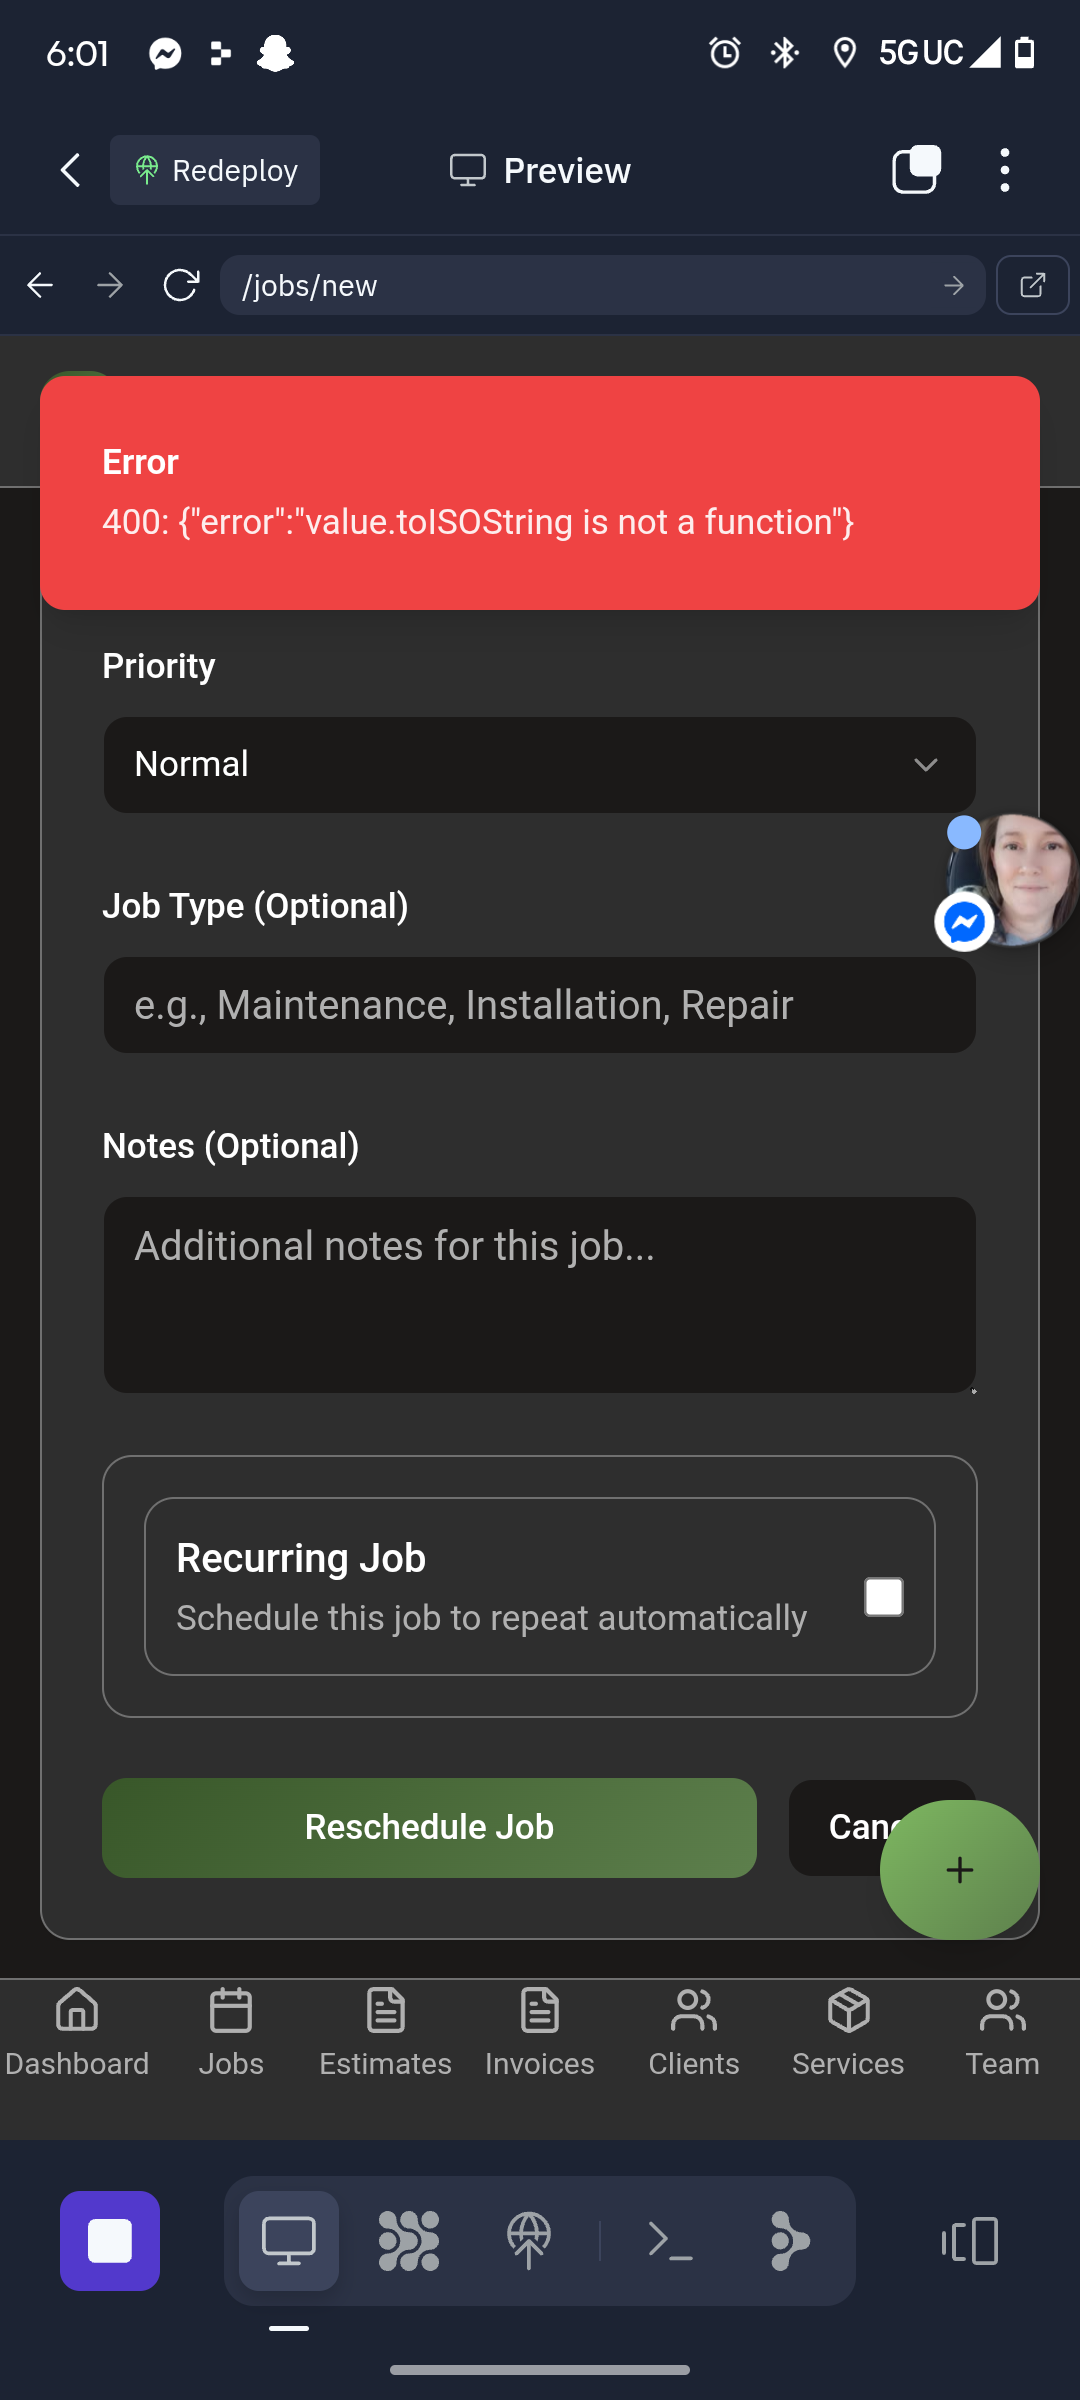 6:01
5G UC
Redeploy
Preview
/jobs/new
Error
400: {"error":"value.toISOString is not a function"}
Priority
Normal
Job Type (Optional)
e.g., Maintenance, Installation, Repair
Notes (Optional)
Additional notes for this job...
Recurring Job
Schedule this job to repeat automatically
Reschedule Job
Canc
Dashboard
Jobs
Estimates
Invoices
Clients
Services
Team